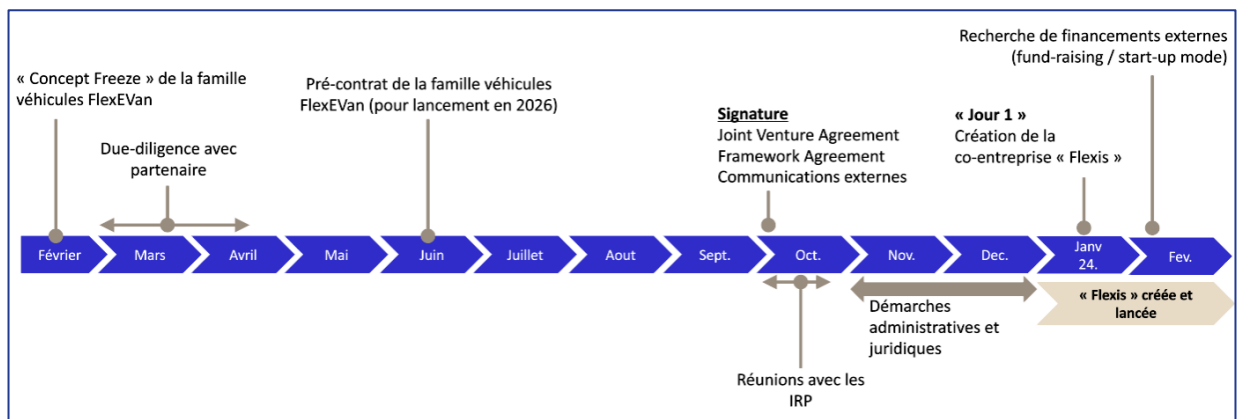 « Concept Freeze » de la famille
véhicules FlexEVan
Due-diligence avec
partenaire
Pré-contrat de la famille véhicules
FlexEVan (pour lancement en 2026)
Signature
Joint Venture Agreement
Framework Agreement
Communications externes
« Jour 1 »
Création de la
co-entreprise « Flexis »
Recherche de financements externes
(fund-raising / start-up mode)
Février
Mars
Avril
Mai
Juin
Juillet
Aout
Sept.
Oct.
Nov.
Dec.
Janv
24.
Fev.
Réunions avec les
IRP
Démarches
administratives et
juridiques
« Flexis » créée et
lancée